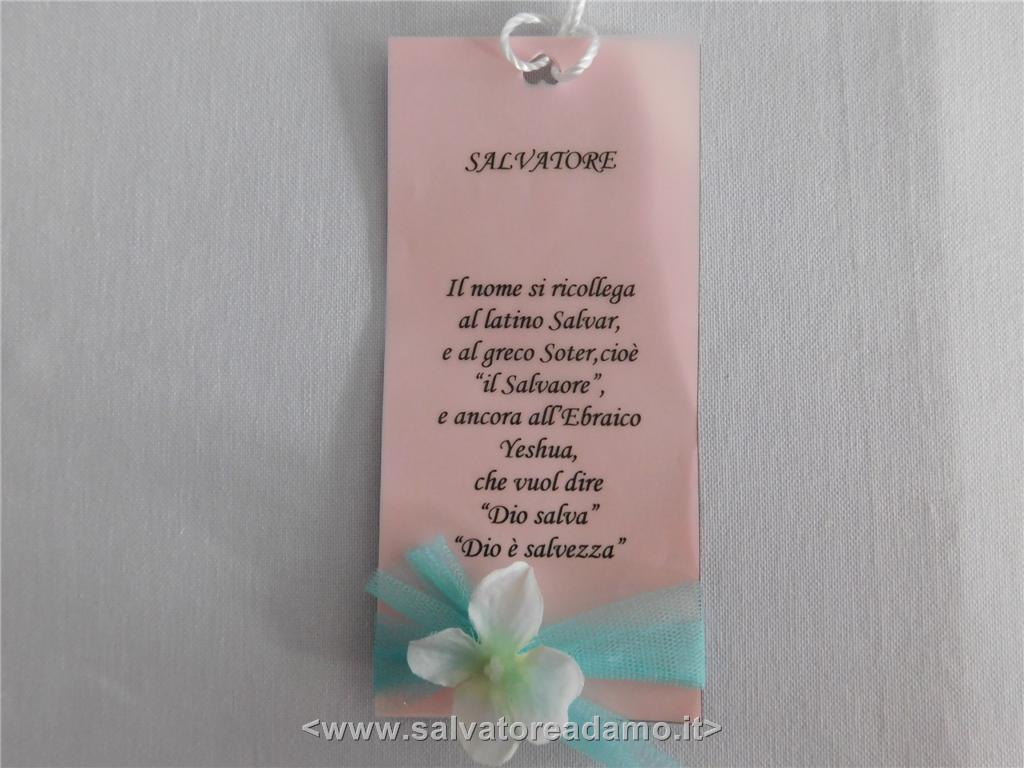 SALVATORE
Il nome si ricollega
al latino Salvar,
e al greco Soter,cioè
“il Salvaore”,
e ancora all’Ebraico
Yeshua,
che vuol dire
“Dio salva”
“Dio è salvezza”
<www.salvatoreadamo.it>